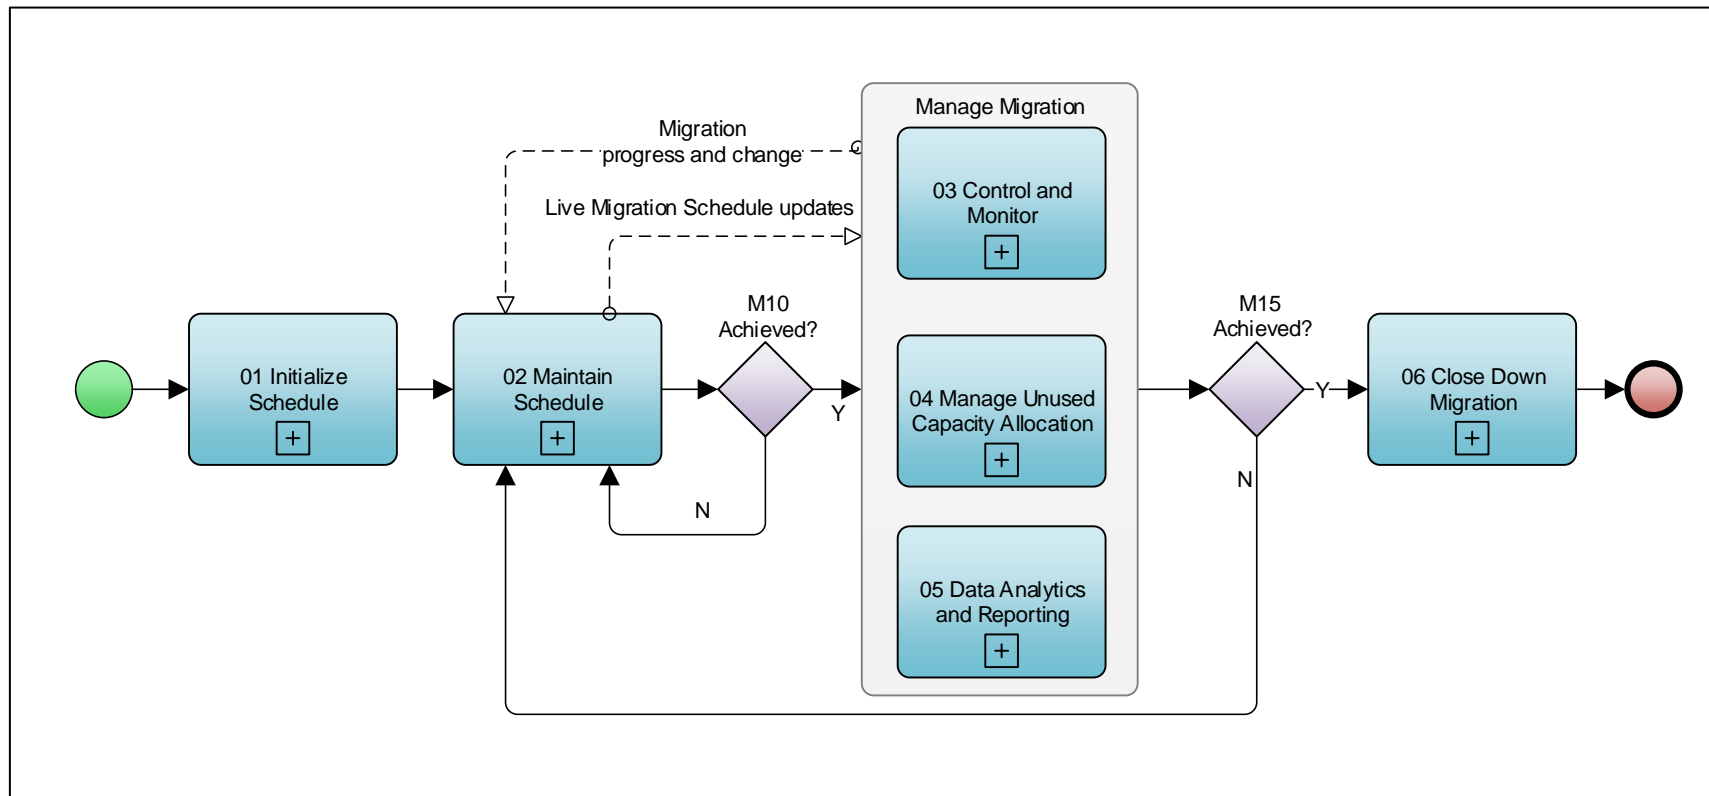 Manage Migration
Migration
progress and change
Live Migration Schedule updates
03 Control and
Monitor
M10
Achieved?
M15
Achieved?
01 Initialize
Schedule
02 Maintain
Schedule
Y
04 Manage Unused
Capacity Allocation
Y
06 Close Down
Migration
N
N
05 Data Analytics
and Reporting